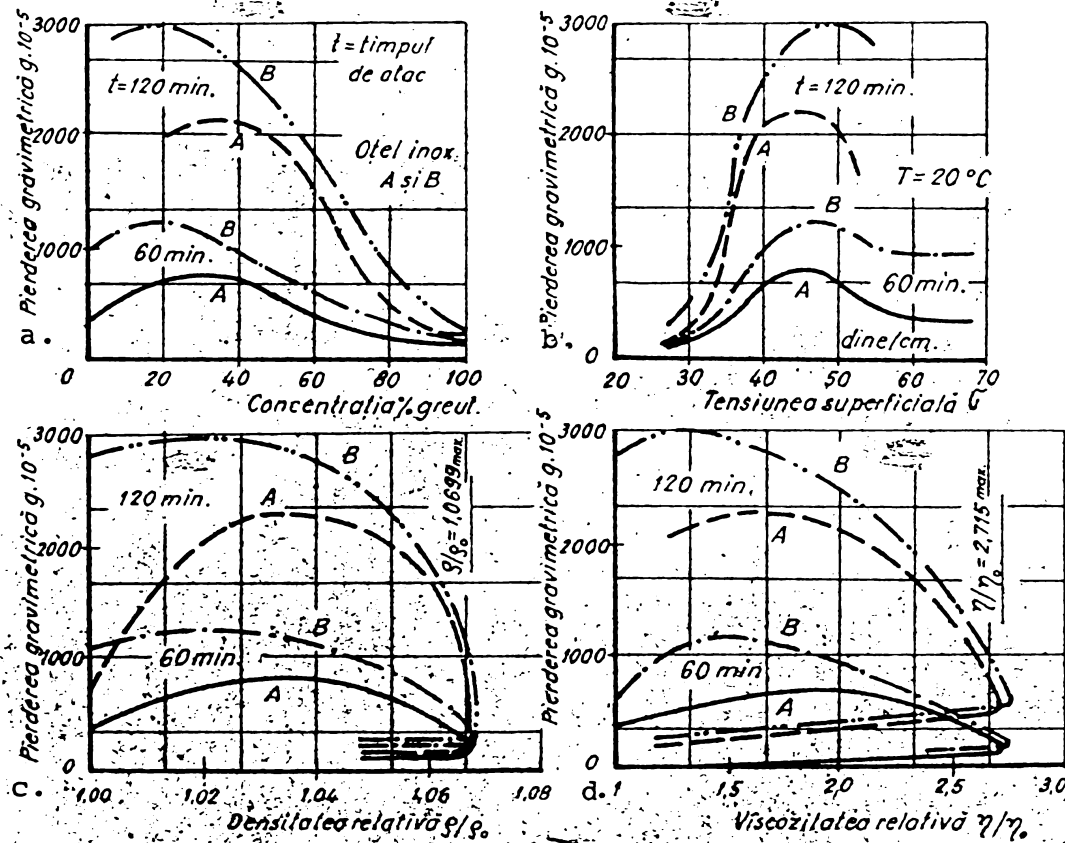 Pierderea gravimetrică g.10⁻⁵
3000
2000
1000
0
t=timpul
de atac
t=120 min.
B
A
Oțel inox
A și B
60 min.
B
A
a.
0 20 40 60 80 100
Concentrația % greut.
Pierderea gravimetrică g.10⁻⁵
3000
2000
1000
0
t=120 min.
B
A
T=20°C
B
60 min.
A
dine/cm.
20 30 40 50 60 70
Tensiunea superficială
Pierderea gravimetrică g.10⁻⁵
3000
2000
1000
0
B
120 min.
A
ρ/ρ₀=1,0699 max.
B
60 min.
A
c.
1,00 1,02 1,04 1,06 1,08
Densitatea relativă ρ/ρ₀
Pierderea gravimetrică g.10⁻⁵
3000
2000
1000
0
B
120 min.
A
η/η₀=2,715 max.
B
60 min
A
d.
1 1,5 2,0 2,5 3,0
Viscozitatea relativă η/η₀